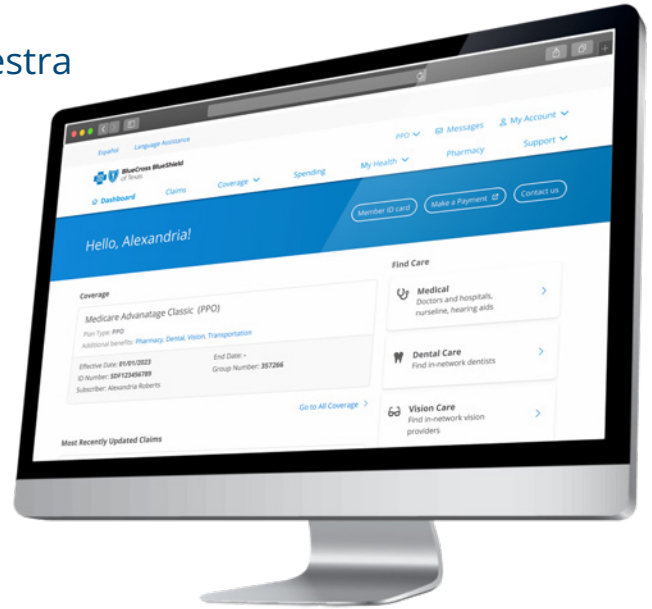 estra
Español Language Assistance
PPO Messages My Account
BlueCross BlueShield
of Texas
Dashboard Claims Coverage Spending My Health Pharmacy Support
Hello, Alexandria!
Member ID card Make a Payment Contact us
Coverage
Medicare Advanatage Classic (PPO)
Plan Type: PPO
Additional benefits: Pharmacy, Dental, Vision, Transportation
Effective Date: 01/01/2023 End Date: -
ID Number: SDF123456789 Group Number: 357266
Subscriber: Alexandria Roberts
Go to All Coverage
Most Recently Updated Claims
Find Care
Medical
Doctors and hospitals,
nurseline, hearing aids
Dental Care
Find in-network dentists
Vision Care
Find in-network vision
providers